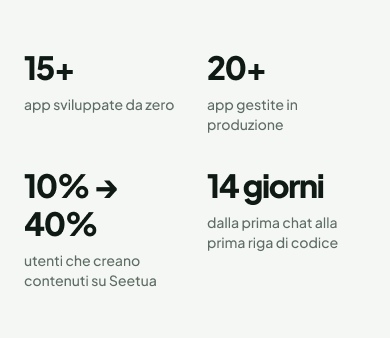 15+
app sviluppate da zero
20+
app gestite in
produzione
10% →
40%
utenti che creano
contenuti su Seetua
14 giorni
dalla prima chat alla
prima riga di codice